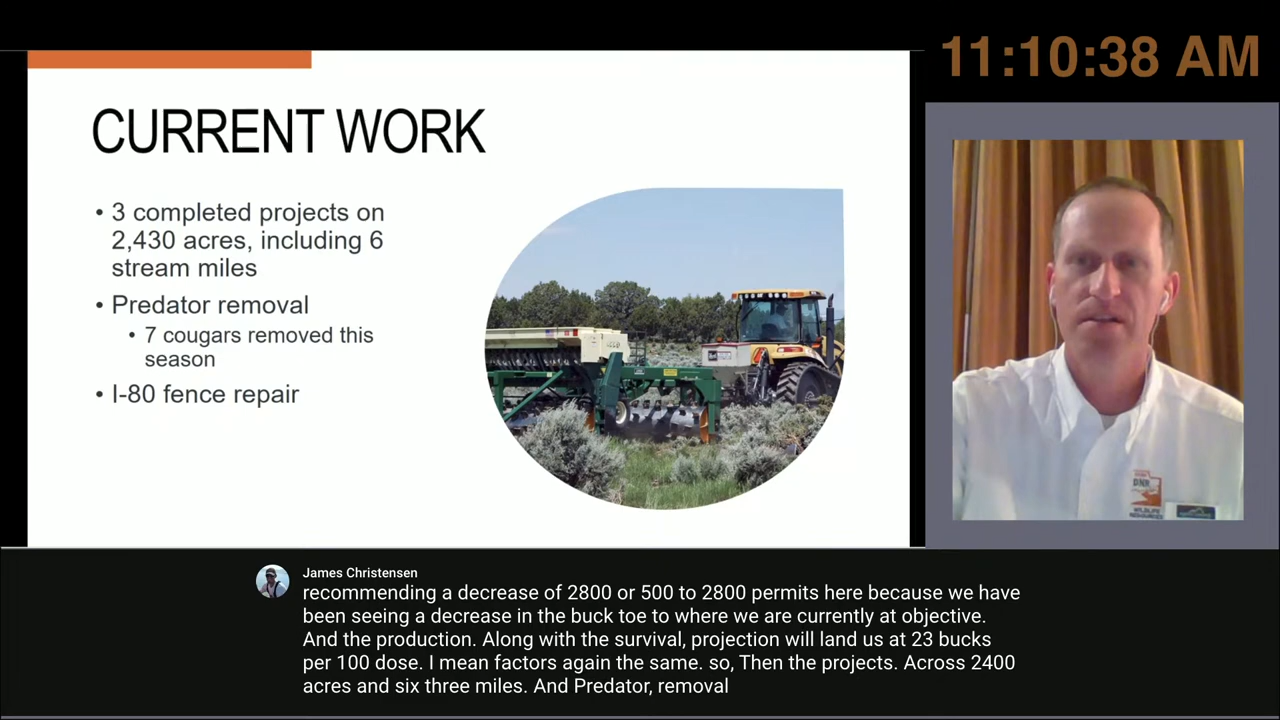 11:10:38 AM
CURRENT WORK
• 3 completed projects on
2,430 acres, including 6
stream miles
• Predator removal
• 7 cougars removed this
season
• I-80 fence repair
DNR
WILDLIFE
RESOURCES
James Christensen
recommending a decrease of 2800 or 500 to 2800 permits here because we have
been seeing a decrease in the buck toe to where we are currently at objective.
And the production. Along with the survival, projection will land us at 23 bucks
per 100 dose. I mean factors again the same. so, Then the projects. Across 2400
acres and six three miles. And Predator, removal